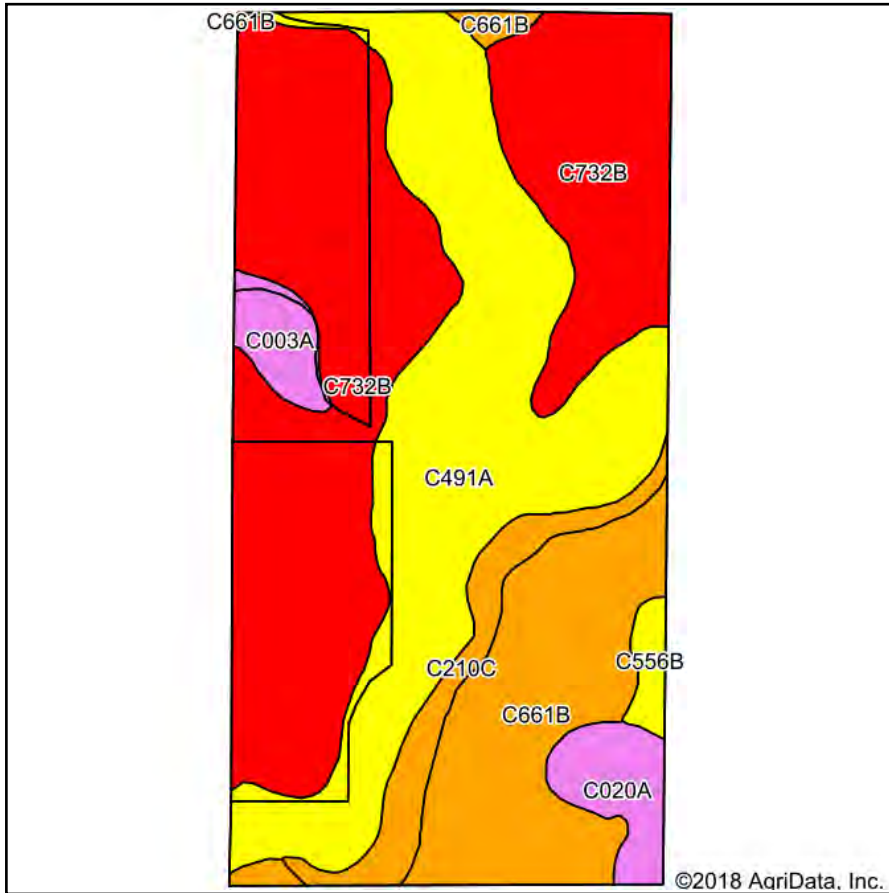 C661B
C661B
C732B
C003A
C732B
C491A
C556B
C210C
C661B
C020A
©2018 AgriData, Inc.